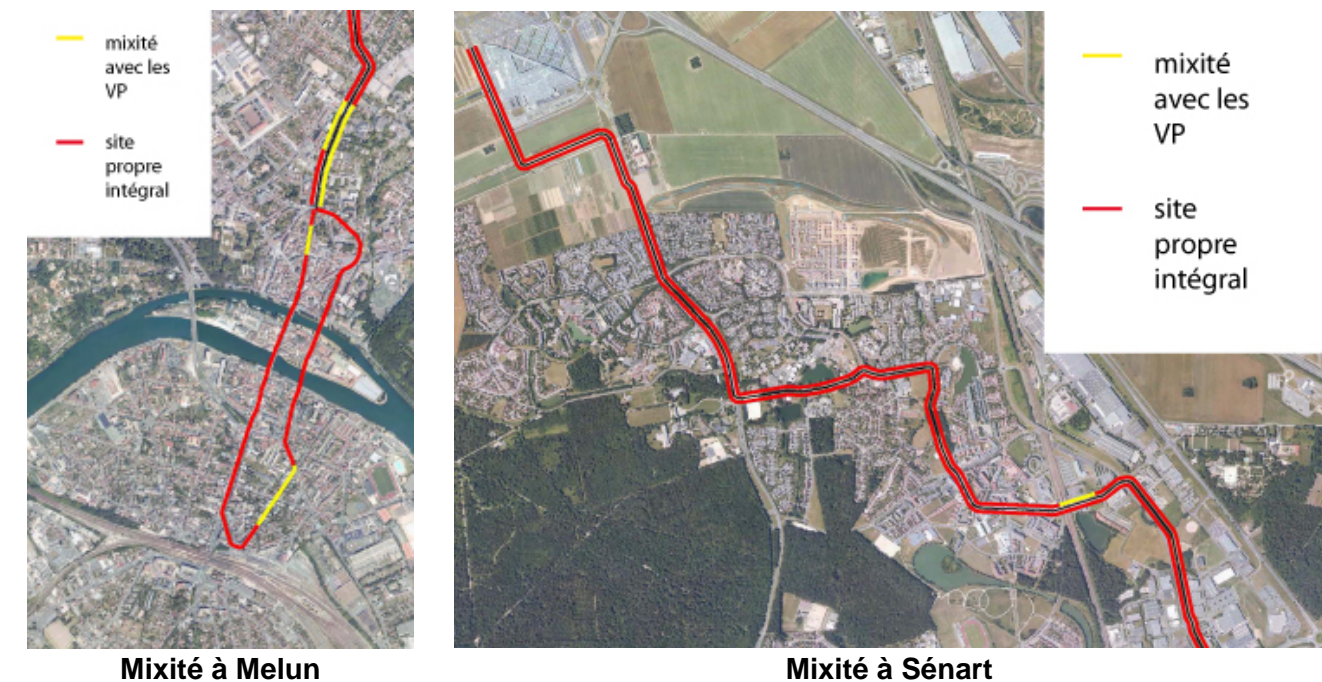 mixité
avec les
VP
site
propre
intégral
mixité
avec les
VP
site
propre
intégral
Mixité à Melun
Mixité à Sénart